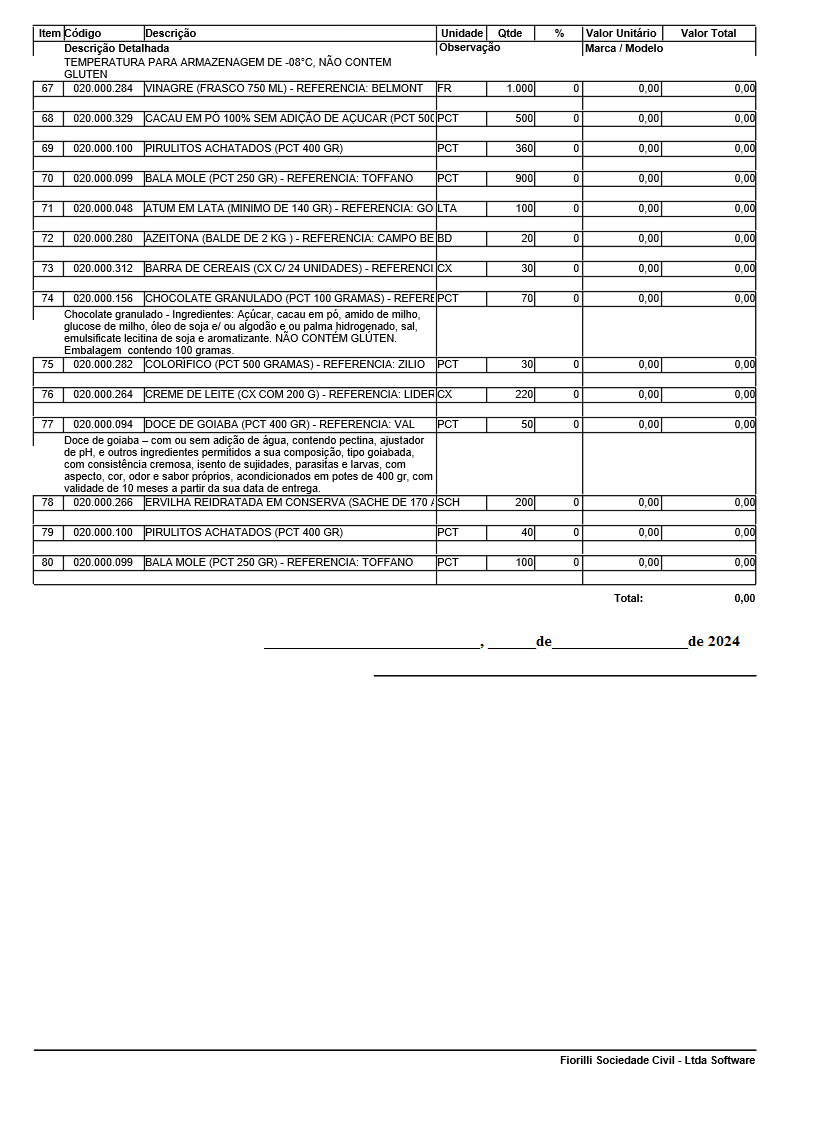 Item Código Descrição Unidade Qtde % Valor Unitário Valor Total
Descrição Detalhada Observação Marca / Modelo
TEMPERATURA PARA ARMAZENAGEM DE -08°C, NÃO CONTEM
GLUTEN
67 020.000.284 VINAGRE (FRASCO 750 ML) - REFERENCIA: BELMONT FR 1.000 0 0,00 0,00
68 020.000.329 CACAU EM PÓ 100% SEM ADIÇÃO DE AÇUCAR (PCT 500 PCT 500 0 0,00 0,00
69 020.000.100 PIRULITOS ACHATADOS (PCT 400 GR) PCT 360 0 0,00 0,00
70 020.000.099 BALA MOLE (PCT 250 GR) - REFERENCIA: TOFFANO PCT 900 0 0,00 0,00
71 020.000.048 ATUM EM LATA (MINIMO DE 140 GR) - REFERENCIA: GO LTA 100 0 0,00 0,00
72 020.000.280 AZEITONA (BALDE DE 2 KG ) - REFERENCIA: CAMPO BE BD 20 0 0,00 0,00
73 020.000.312 BARRA DE CEREAIS (CX C/ 24 UNIDADES) - REFERENCI CX 30 0 0,00 0,00
74 020.000.156 CHOCOLATE GRANULADO (PCT 100 GRAMAS) - REFERE PCT 70 0 0,00 0,00
Chocolate granulado - Ingredientes: Açúcar, cacau em pó, amido de milho,
glucose de milho, óleo de soja e/ ou algodão e ou palma hidrogenado, sal,
emulsificate lecitina de soja e aromatizante. NÃO CONTÉM GLÚTEN.
Embalagem contendo 100 gramas.
75 020.000.282 COLORÍFICO (PCT 500 GRAMAS) - REFERENCIA: ZILIO PCT 30 0 0,00 0,00
76 020.000.264 CREME DE LEITE (CX COM 200 G) - REFERENCIA: LIDER CX 220 0 0,00 0,00
77 020.000.094 DOCE DE GOIABA (PCT 400 GR) - REFERENCIA: VAL PCT 50 0 0,00 0,00
Doce de goiaba – com ou sem adição de água, contendo pectina, ajustador
de pH, e outros ingredientes permitidos a sua composição, tipo goiabada,
com consistência cremosa, isento de sujidades, parasitas e larvas, com
aspecto, cor, odor e sabor próprios, acondicionados em potes de 400 gr, com
validade de 10 meses a partir da sua data de entrega.
78 020.000.266 ERVILHA REIDRATADA EM CONSERVA (SACHE DE 170 SCH 200 0 0,00 0,00
79 020.000.100 PIRULITOS ACHATADOS (PCT 400 GR) PCT 40 0 0,00 0,00
80 020.000.099 BALA MOLE (PCT 250 GR) - REFERENCIA: TOFFANO PCT 100 0 0,00 0,00
Total: 0,00
___________________________, ______de_________________de 2024
Fiorilli Sociedade Civil - Ltda Software